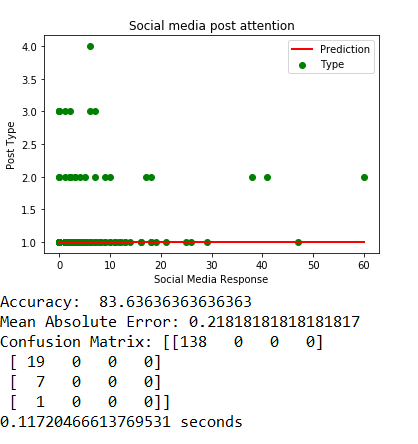 Social media post attention
Prediction
Type
4.0
3.5
3.0
2.5
2.0
1.5
1.0
Post Type
0 10 20 30 40 50 60
Social Media Response
Accuracy:  83.63636363636363
Mean Absolute Error: 0.21818181818181817
Confusion Matrix: [[138   0   0   0]
 [ 19   0   0   0]
 [  7   0   0   0]
 [  1   0   0   0]]
0.11720466613769531 seconds